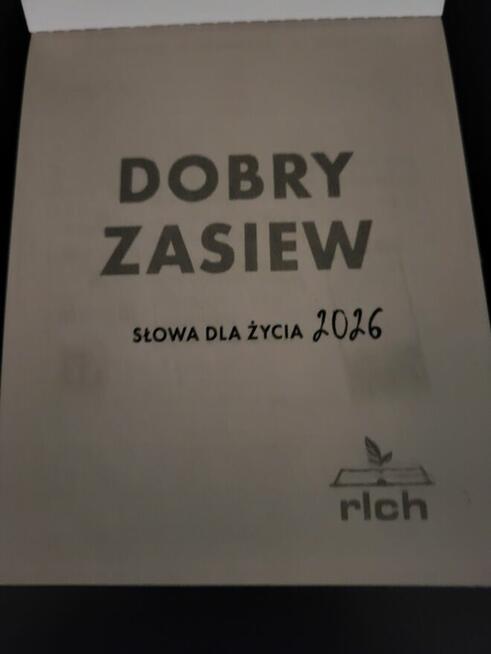 DOBRY
ZASIEW
SŁOWA DLA ŻYCIA 2026
rlch